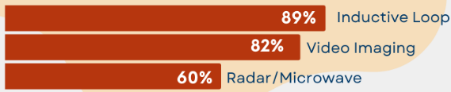 89% Inductive Loop
82% Video Imaging
60% Radar/Microwave